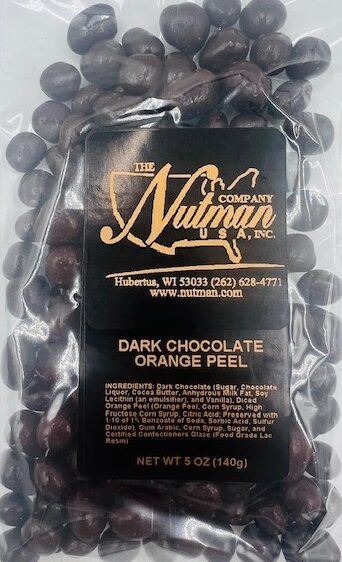 THE
Nutman
COMPANY
U S A, INC.
Hubertus, WI 53033 (262) 628-4771
www.nutman.com
DARK CHOCOLATE
ORANGE PEEL
INGREDIENTS: Dark Chocolate (Sugar, Chocolate
Liquor, Cocoa Butter, Anhydrous Milk Fat, Soy
Lecithin (an emulsifier), and Vanilla), Diced
Orange Peel (Orange Peel, Corn Syrup, High
Fructose Corn Syrup, Citric Acid; Preserved with
1-10 of 1% Benzoate of Soda, Sorbic Acid, Sulfur
Dioxide), Gum Arabic, Corn Syrup, Sugar, and
Certified Confectioners Glaze (Food Grade Lac
Resin)
NET WT 5 OZ (140g)